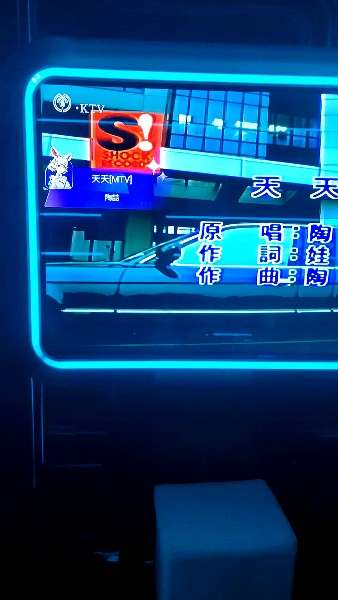 ·KTV
S!
SHOCK
RECORDS
天天[MTV]
陶喆
天 天
原 唱:陶
作 詞:娃
作 曲:陶